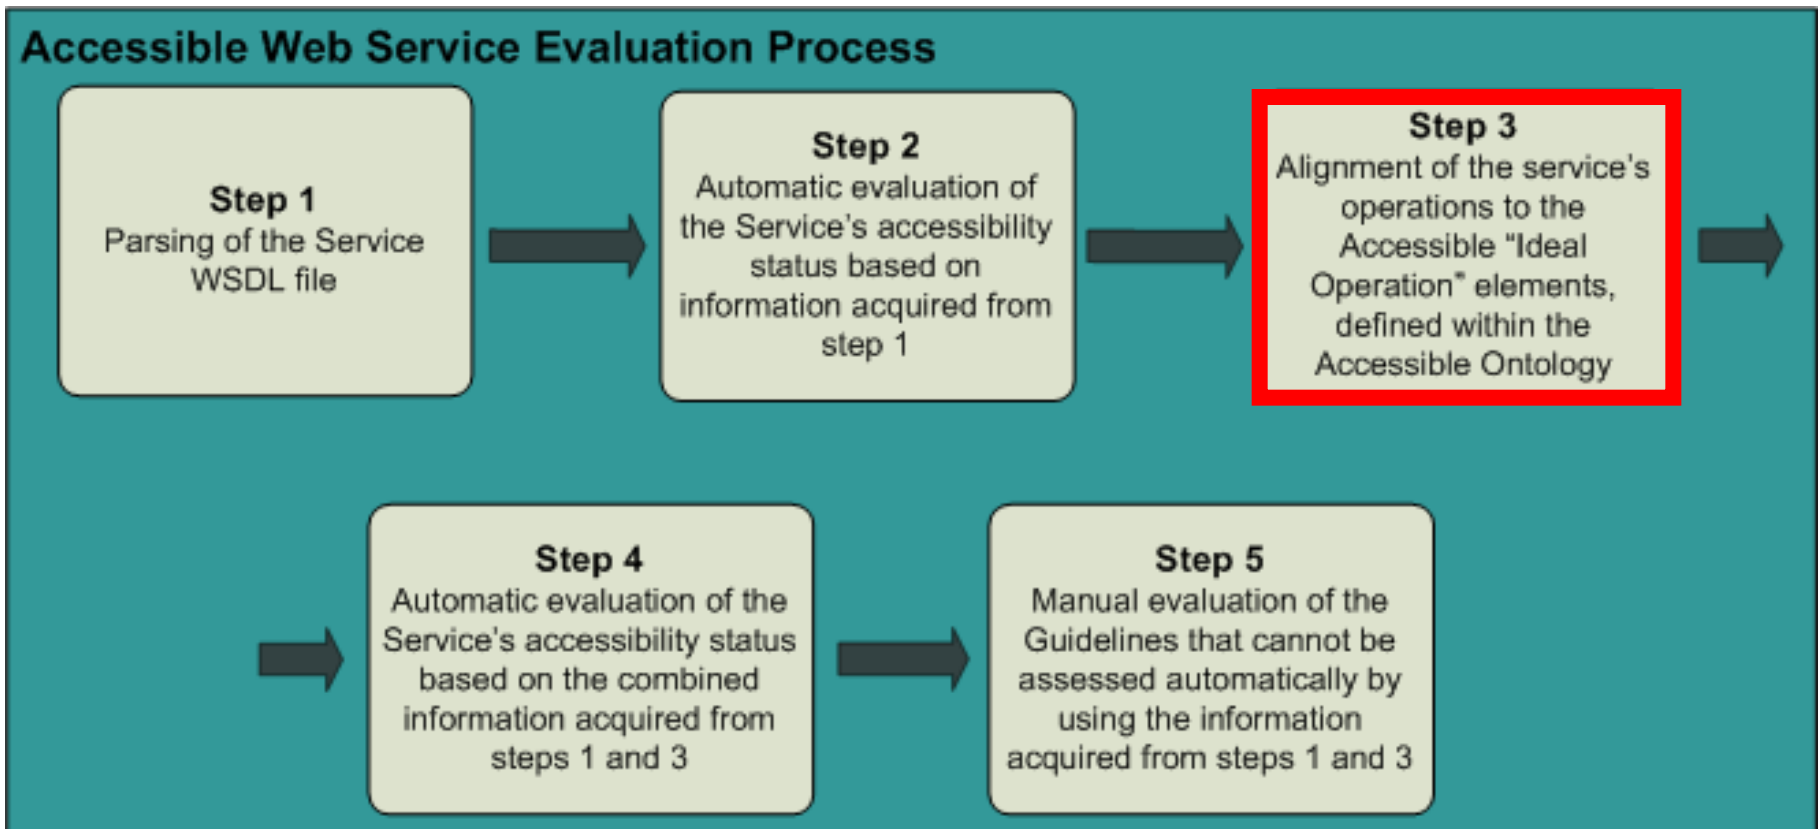 Accessible Web Service Evaluation Process
Step 1
Parsing of the Service
WSDL file
Step 2
Automatic evaluation of
the Service's accessibility
status based on
information acquired from
step 1
Step 3
Alignment of the service's
operations to the
Accessible “Ideal
Operation” elements,
defined within the
Accessible Ontology
Step 4
Automatic evaluation of the
Service's accessibility status
based on the combined
information acquired from
steps 1 and 3
Step 5
Manual evaluation of the
Guidelines that cannot be
assessed automatically by
using the information
acquired from steps 1 and 3